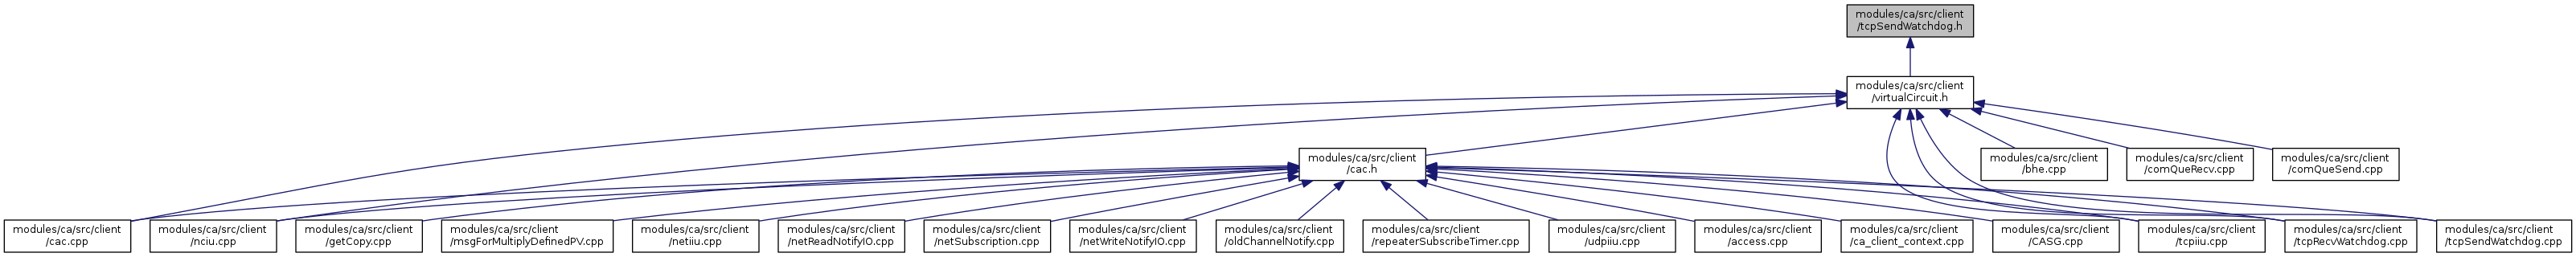 modules/ca/src/client
/tcpSendWatchdog.h
modules/ca/src/client
/virtualCircuit.h
modules/ca/src/client
/cac.h
modules/ca/src/client
/bhe.cpp
modules/ca/src/client
/comQueRecv.cpp
modules/ca/src/client
/comQueSend.cpp
modules/ca/src/client
/cac.cpp
modules/ca/src/client
/nciu.cpp
modules/ca/src/client
/getCopy.cpp
modules/ca/src/client
/msgForMultiplyDefinedPV.cpp
modules/ca/src/client
/netiiu.cpp
modules/ca/src/client
/netReadNotifyIO.cpp
modules/ca/src/client
/netSubscription.cpp
modules/ca/src/client
/netWriteNotifyIO.cpp
modules/ca/src/client
/oldChannelNotify.cpp
modules/ca/src/client
/repeaterSubscribeTimer.cpp
modules/ca/src/client
/udpiiu.cpp
modules/ca/src/client
/access.cpp
modules/ca/src/client
/ca_client_context.cpp
modules/ca/src/client
/CASG.cpp
modules/ca/src/client
/tcpiiu.cpp
modules/ca/src/client
/tcpRecvWatchdog.cpp
modules/ca/src/client
/tcpSendWatchdog.cpp